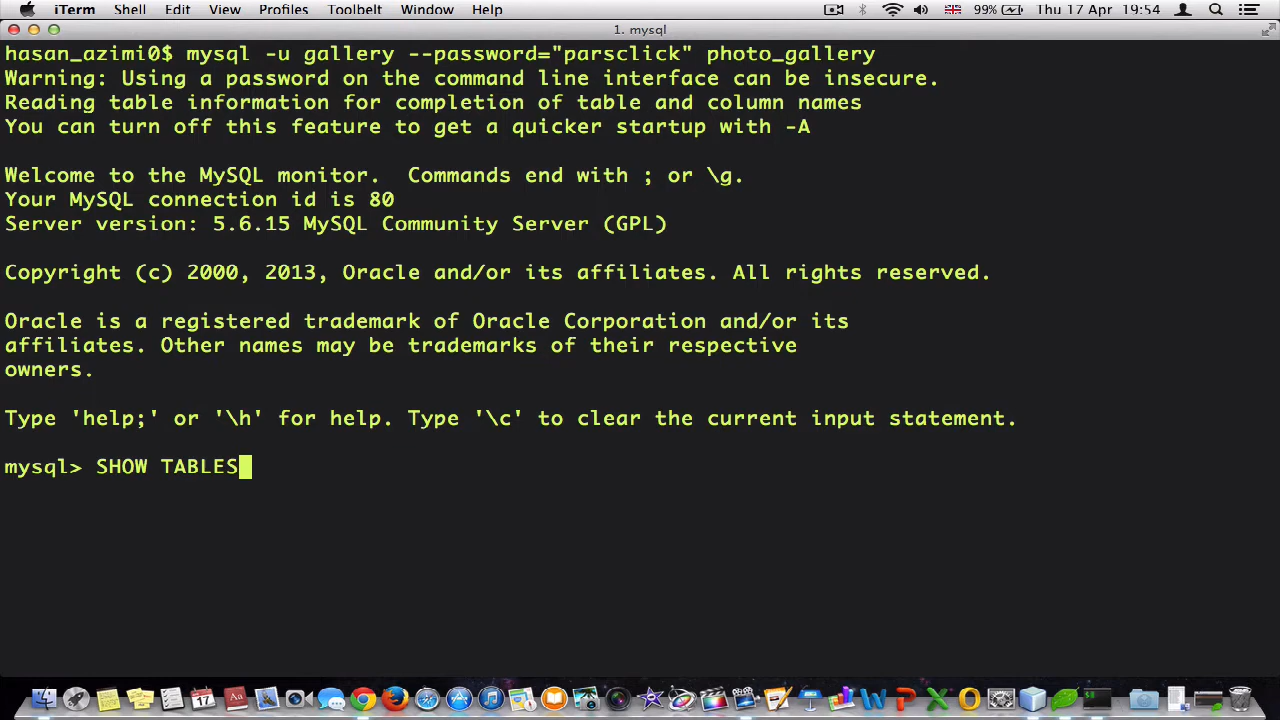 iTerm Shell Edit View Profiles Toolbelt Window Help 99% Thu 17 Apr 19:54
1. mysql
hasan_azimi0$ mysql -u gallery --password="parsclick" photo_gallery
Warning: Using a password on the command line interface can be insecure.
Reading table information for completion of table and column names
You can turn off this feature to get a quicker startup with -A
Welcome to the MySQL monitor.  Commands end with ; or \g.
Your MySQL connection id is 80
Server version: 5.6.15 MySQL Community Server (GPL)
Copyright (c) 2000, 2013, Oracle and/or its affiliates. All rights reserved.
Oracle is a registered trademark of Oracle Corporation and/or its
affiliates. Other names may be trademarks of their respective
owners.
Type 'help;' or '\h' for help. Type '\c' to clear the current input statement.
mysql> SHOW TABLES